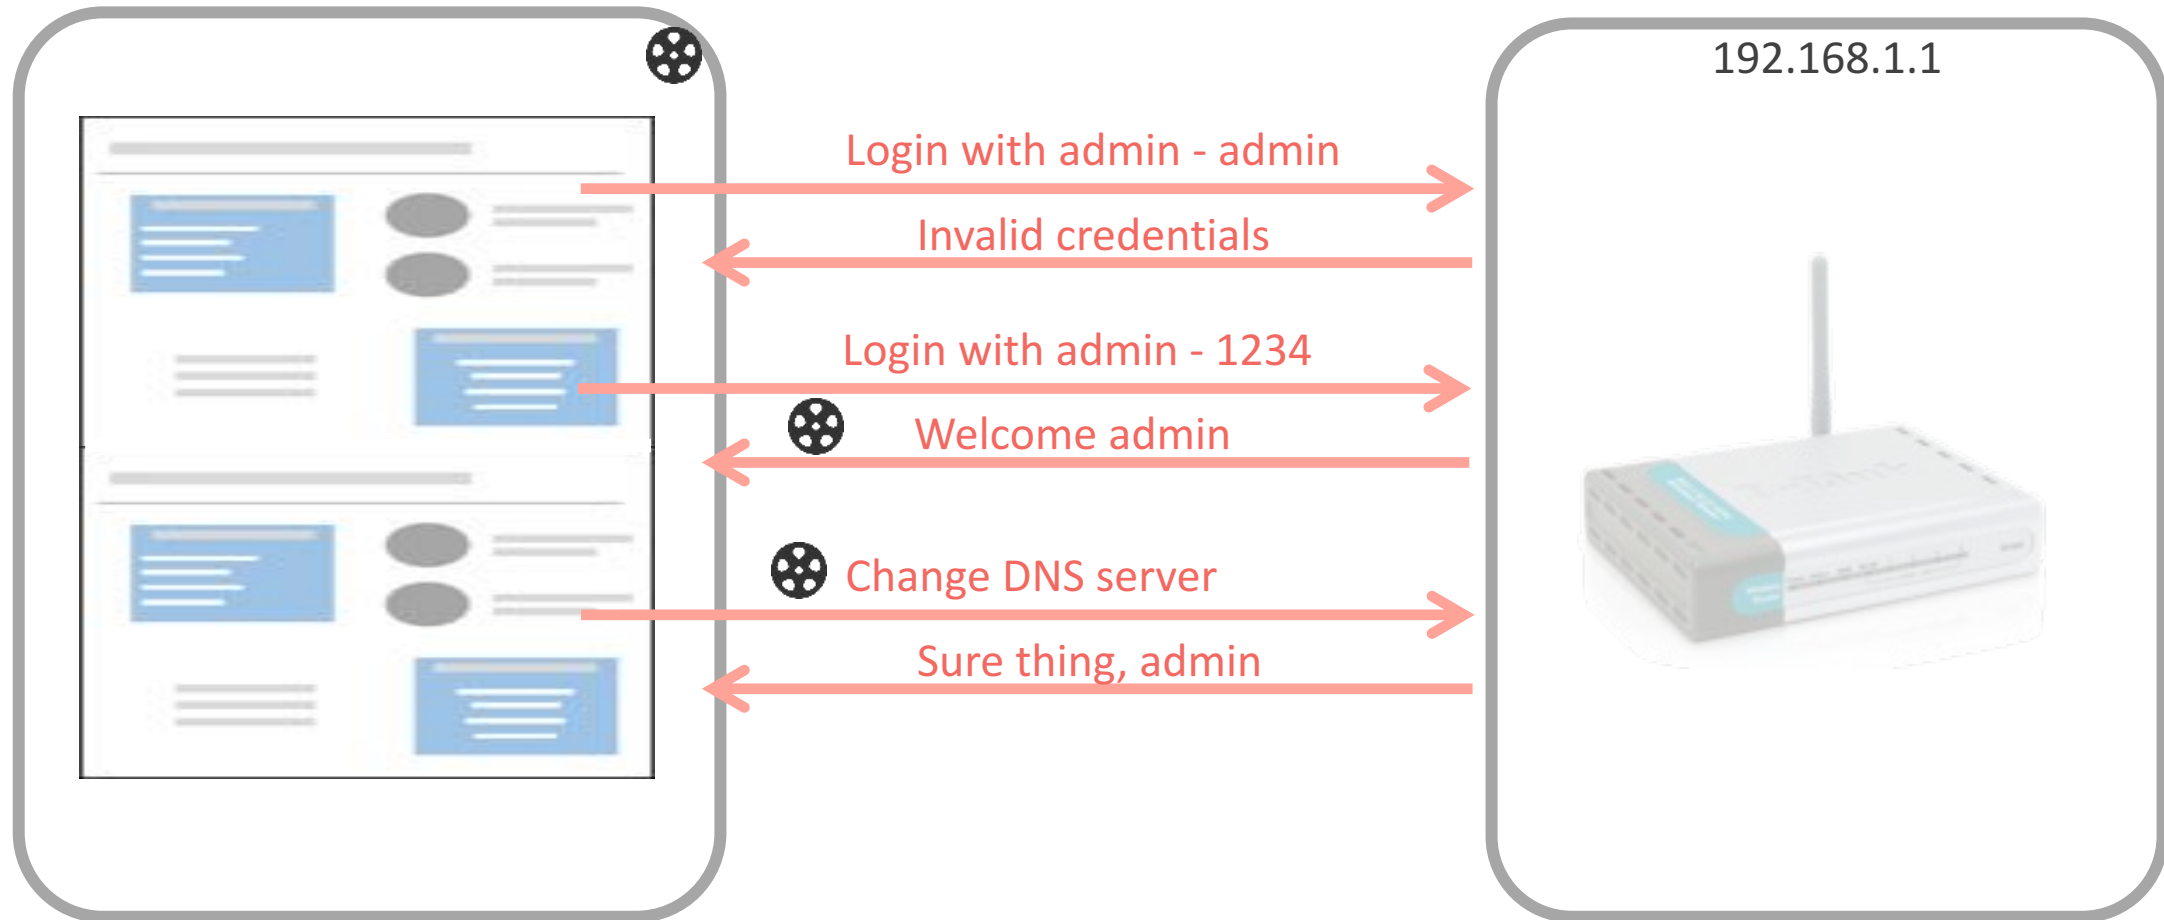 192.168.1.1
Login with admin - admin
Invalid credentials
Login with admin - 1234
Welcome admin
Change DNS server
Sure thing, admin